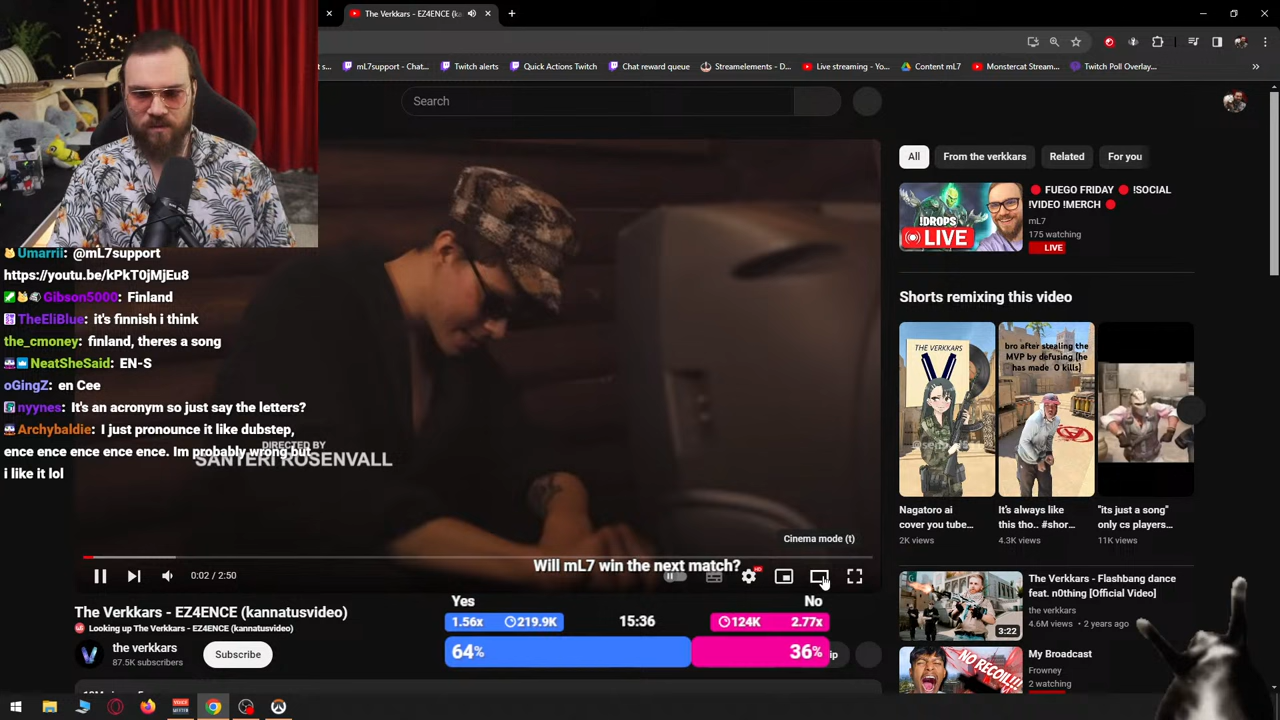 The Verkkars - EZ4ENCE (ka
s...
mL7support - Chat...
Twitch alerts
Quick Actions Twitch
Chat reward queue
Streamelements - D...
Live streaming - Yo...
Content mL7
Monstercat Stream...
Twitch Poll Overlay...
Search
All
From the verkkars
Related
For you
FUEGO FRIDAY !SOCIAL
!VIDEO !MERCH
mL7
175 watching
LIVE
!DROPS
LIVE
Umarrii: @mL7support
https://youtu.be/kPkT0jMjEu8
Gibson5000: Finland
TheEliBlue: it's finnish i think
the_cmoney: finland, theres a song
NeatSheSaid: EN-S
oGingZ: en Cee
nyynes: It's an acronym so just say the letters?
Archybaldie: I just pronounce it like dubstep,
ence ence ence ence ence. Im probably wrong but
i like it lol
DIRECTED BY
SANTERI ROSENVALL
Shorts remixing this video
THE VERKKARS
bro after stealing the
MVP by defusing [he
has made 0 kills]
Nagatoro ai
cover you tube...
2K views
It's always like
this tho.. #shor...
4.3K views
"its just a song"
only cs players...
11K views
Cinema mode (t)
0:02 / 2:50
HD
Will mL7 win the next match?
Yes
No
1.56x
219.9K
15:36
124K
2.77x
64%
36%
The Verkkars - EZ4ENCE (kannatusvideo)
Looking up The Verkkars - EZ4ENCE (kannatusvideo)
the verkkars
87.5K subscribers
Subscribe
ip
The Verkkars - Flashbang dance
feat. n0thing [Official Video]
the verkkars
4.6M views • 2 years ago
3:22
My Broadcast
Frowney
2 watching
NO RECOIL!!
VOICE
MEETER